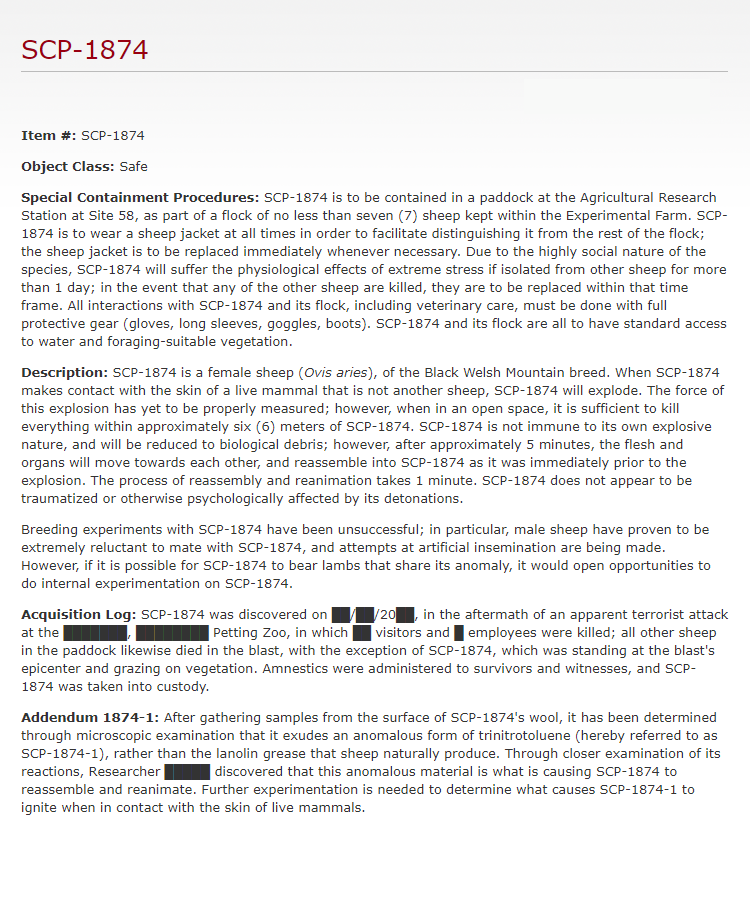 SCP-1874
Item #: SCP-1874
Object Class: Safe
Special Containment Procedures: SCP-1874 is to be contained in a paddock at the Agricultural Research
Station at Site 58, as part of a flock of no less than seven (7) sheep kept within the Experimental Farm. SCP-
1874 is to wear a sheep jacket at all times in order to facilitate distinguishing it from the rest of the flock;
the sheep jacket is to be replaced immediately whenever necessary. Due to the highly social nature of the
species, SCP-1874 will suffer the physiological effects of extreme stress if isolated from other sheep for more
than 1 day; in the event that any of the other sheep are killed, they are to be replaced within that time
frame. All interactions with SCP-1874 and its flock, including veterinary care, must be done with full
protective gear (gloves, long sleeves, goggles, boots). SCP-1874 and its flock are all to have standard access
to water and foraging-suitable vegetation.
Description: SCP-1874 is a female sheep (Ovis aries), of the Black Welsh Mountain breed. When SCP-1874
makes contact with the skin of a live mammal that is not another sheep, SCP-1874 will explode. The force of
this explosion has yet to be properly measured; however, when in an open space, it is sufficient to kill
everything within approximately six (6) meters of SCP-1874. SCP-1874 is not immune to its own explosive
nature, and will be reduced to biological debris; however, after approximately 5 minutes, the flesh and
organs will move towards each other, and reassemble into SCP-1874 as it was immediately prior to the
explosion. The process of reassembly and reanimation takes 1 minute. SCP-1874 does not appear to be
traumatized or otherwise psychologically affected by its detonations.
Breeding experiments with SCP-1874 have been unsuccessful; in particular, male sheep have proven to be
extremely reluctant to mate with SCP-1874, and attempts at artificial insemination are being made.
However, if it is possible for SCP-1874 to bear lambs that share its anomaly, it would open opportunities to
do internal experimentation on SCP-1874.
Acquisition Log: SCP-1874 was discovered on ██/██/20██, in the aftermath of an apparent terrorist attack
at the ███████, ████████ Petting Zoo, in which ██ visitors and █ employees were killed; all other sheep
in the paddock likewise died in the blast, with the exception of SCP-1874, which was standing at the blast's
epicenter and grazing on vegetation. Amnestics were administered to survivors and witnesses, and SCP-
1874 was taken into custody.
Addendum 1874-1: After gathering samples from the surface of SCP-1874's wool, it has been determined
through microscopic examination that it exudes an anomalous form of trinitrotoluene (hereby referred to as
SCP-1874-1), rather than the lanolin grease that sheep naturally produce. Through closer examination of its
reactions, Researcher █████ discovered that this anomalous material is what is causing SCP-1874 to
reassemble and reanimate. Further experimentation is needed to determine what causes SCP-1874-1 to
ignite when in contact with the skin of live mammals.